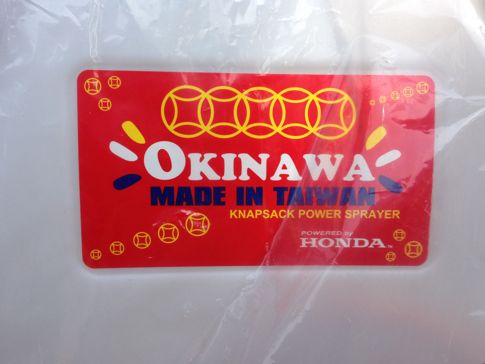 OKINAWA
MADE IN TAIWAN
KNAPSACK POWER SPRAYER
POWERED by
HONDA